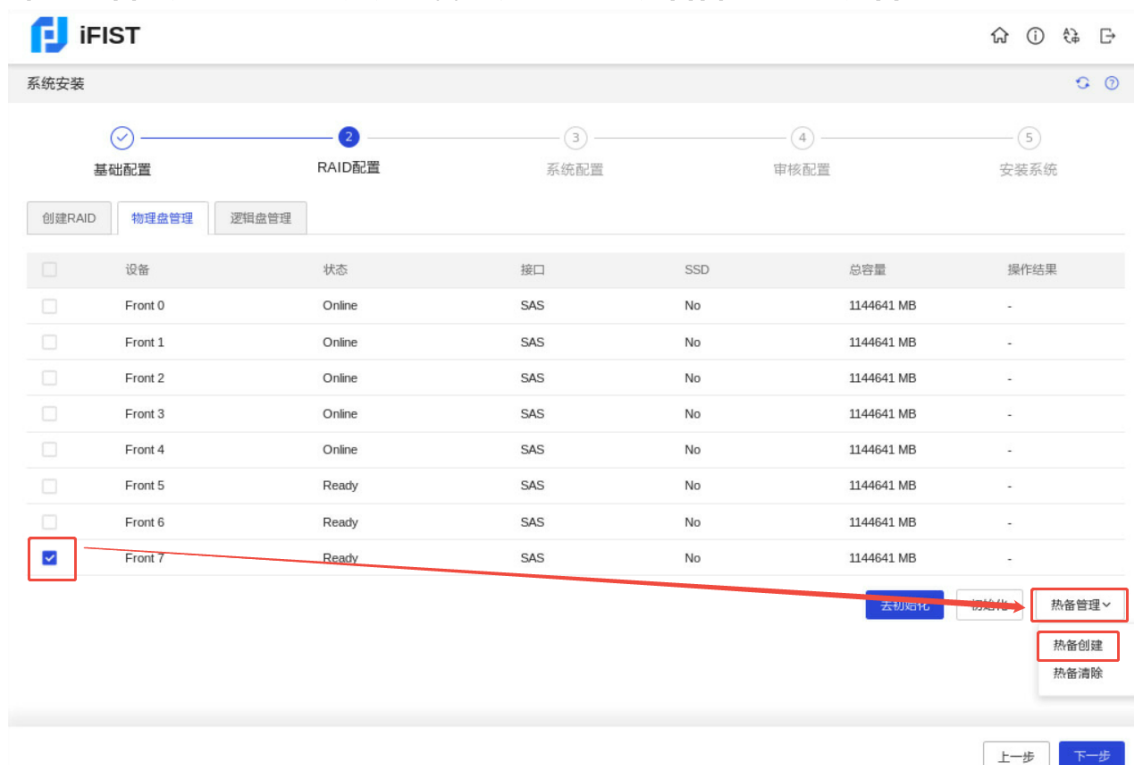 iFIST
系统安装
2 3 4 5
基础配置 RAID配置 系统配置 审核配置 安装系统
创建RAID 物理盘管理 逻辑盘管理
设备 状态 接口 SSD 总容量 操作结果
Front 0 Online SAS No 1144641 MB -
Front 1 Online SAS No 1144641 MB -
Front 2 Online SAS No 1144641 MB -
Front 3 Online SAS No 1144641 MB -
Front 4 Online SAS No 1144641 MB -
Front 5 Ready SAS No 1144641 MB -
Front 6 Ready SAS No 1144641 MB -
Front 7 Ready SAS No 1144641 MB -
去初始化 初始化 热备管理
热备创建
热备清除
上一步 下一步